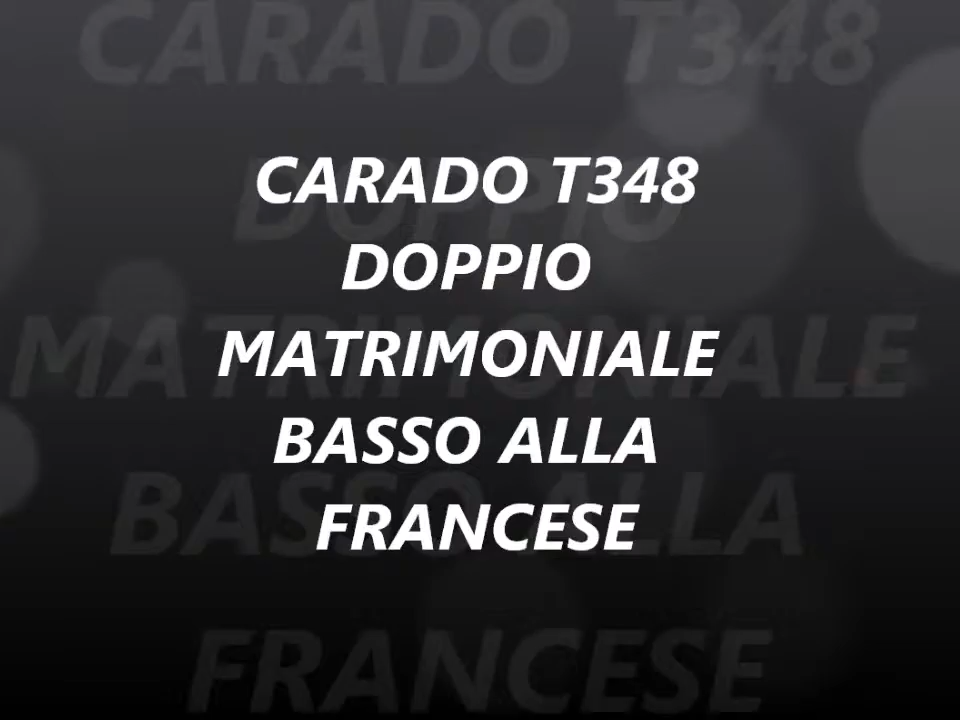 CARADO T348
DOPPIO
MATRIMONIALE
BASSO ALLA
FRANCESE